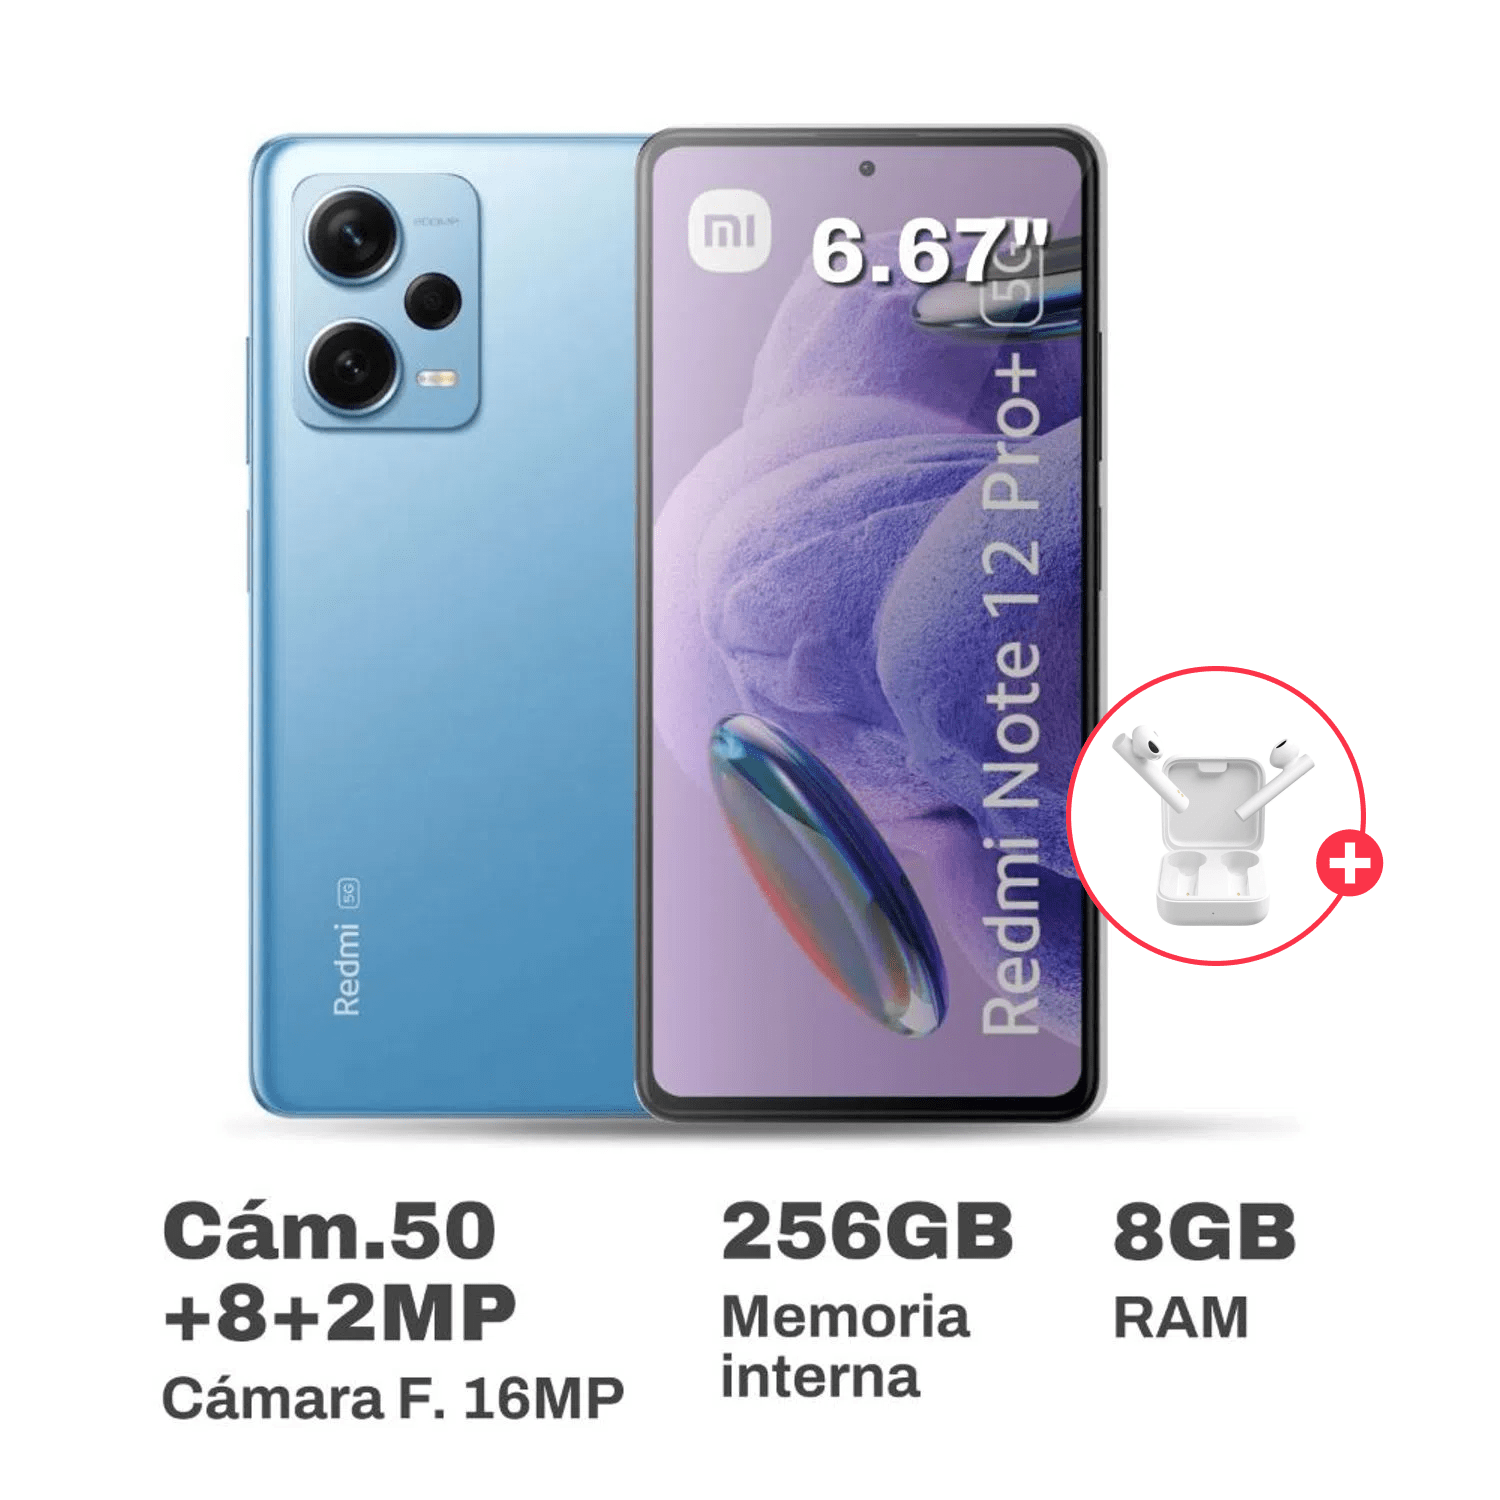 200MP
mi
6.67"
Redmi Note 12 Pro+ 5G
Redmi 5G
Cám.50
+8+2MP
Cámara F. 16MP
256GB
Memoria
interna
8GB
RAM